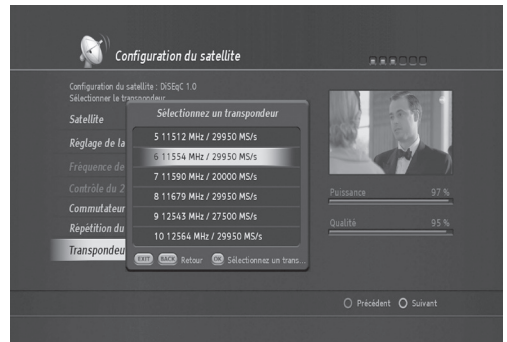 Configuration du satellite
Configuration du satellite : DiSEqC 1.0
Sélectionner le transpondeur
Satellite
Réglage de la
Fréquence de
Contrôle du 2
Commutateur
Répétition du
Transpondeu
Sélectionnez un transpondeur
5 11512 MHz / 29950 MS/s
6 11554 MHz / 29950 MS/s
7 11590 MHz / 20000 MS/s
8 11679 MHz / 29950 MS/s
9 12543 MHz / 27500 MS/s
10 12564 MHz / 29950 MS/s
EXIT BACK Retour OK Sélectionnez un trans...
Puissance 97 %
Qualité 95 %
Précédent Suivant